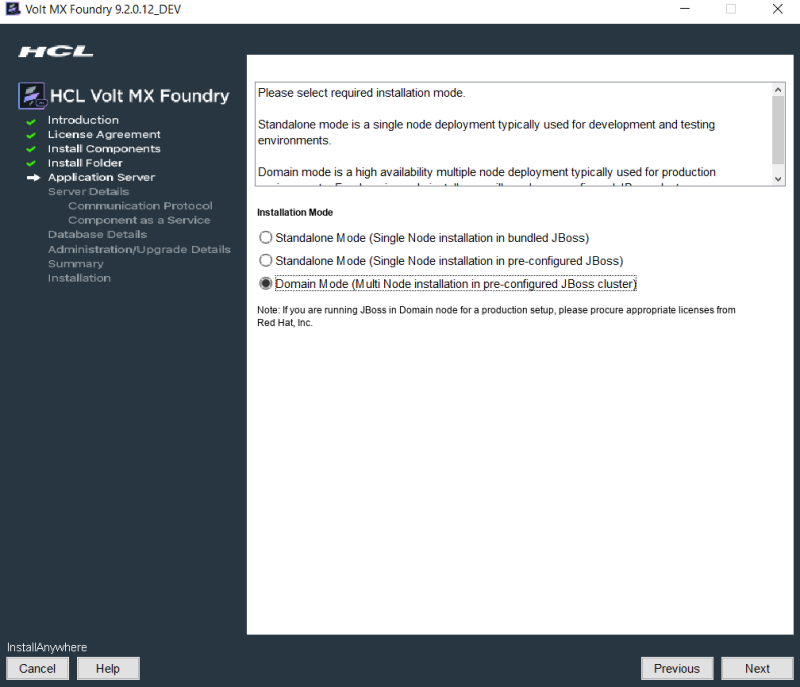 Volt MX Foundry 9.2.0.12_DEV
HCL
HCL Volt MX Foundry
Introduction
License Agreement
Install Components
Install Folder
Application Server
Server Details
Communication Protocol
Component as a Service
Database Details
Administration/Upgrade Details
Summary
Installation
Please select required installation mode.
Standalone mode is a single node deployment typically used for development and testing
environments.
Domain mode is a high availability multiple node deployment typically used for production
Installation Mode
Standalone Mode (Single Node installation in bundled JBoss)
Standalone Mode (Single Node installation in pre-configured JBoss)
Domain Mode (Multi Node installation in pre-configured JBoss cluster)
Note: If you are running JBoss in Domain node for a production setup, please procure appropriate licenses from
Red Hat, Inc.
InstallAnywhere
Cancel
Help
Previous
Next